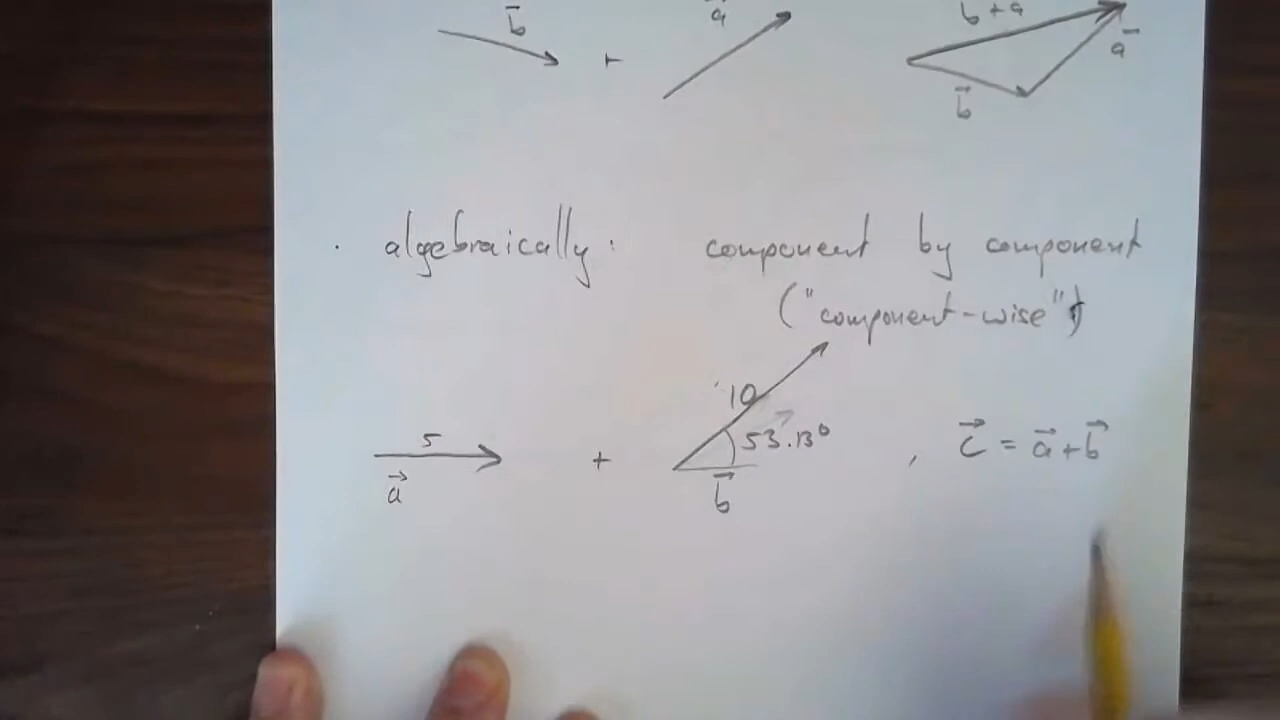 b⃗ + a⃗ b⃗+a⃗ a⃗
b⃗
· algebraically: component by component
("component-wise")
10
5 53.13°
a⃗ + b⃗ , c⃗ = a⃗+b⃗